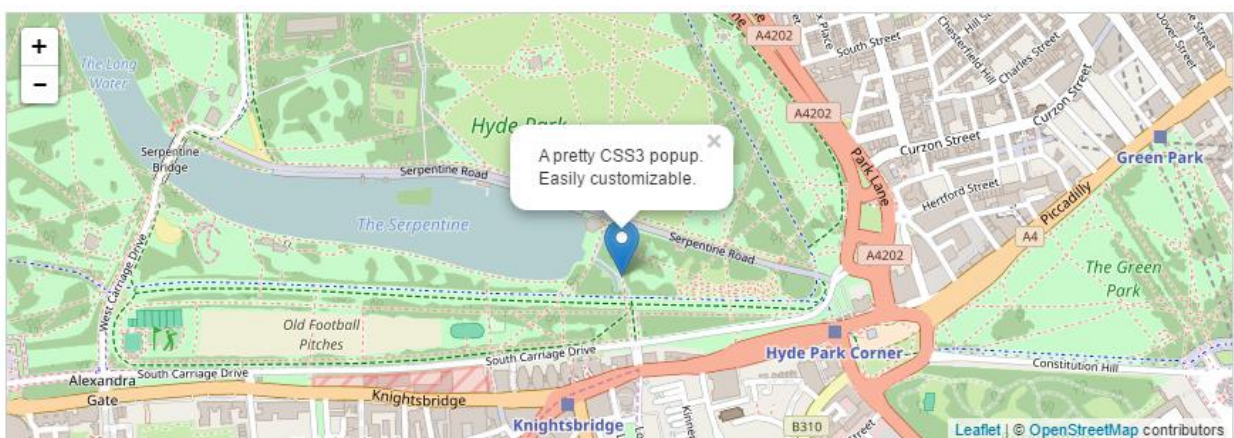 +
−
The Long
Water
Serpentine
Bridge
Hyde Park
Serpentine Road
The Serpentine
A pretty CSS3 popup.
Easily customizable.
×
A4202
South Street
Chesterfield Hill
Charles Street
Dover Street
A4202
Curzon Street
Curzon Street
Green Park
Park Lane
Hertford Street
Piccadilly
A4
Serpentine Road
A4202
The Green
Park
West Carriage Drive
Old Football
Pitches
South Carriage Drive
Hyde Park Corner
Constitution Hill
Alexandra
Gate
South Carriage Drive
Knightsbridge
Knightsbridge
B310
Leaflet | © OpenStreetMap contributors